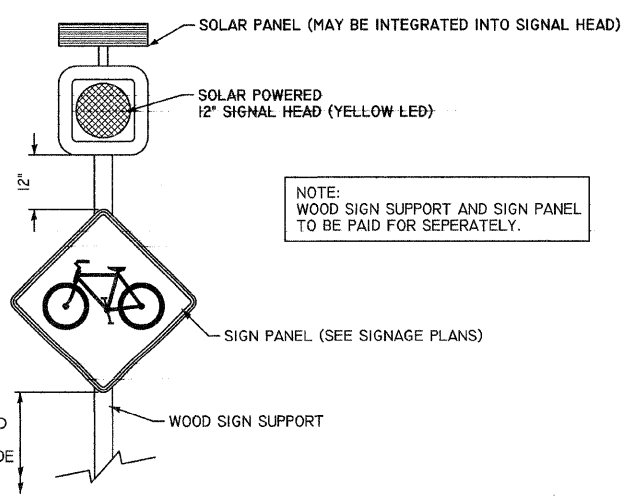 SOLAR PANEL (MAY BE INTEGRATED INTO SIGNAL HEAD)
SOLAR POWERED
12" SIGNAL HEAD (YELLOW LED)
12"
NOTE:
WOOD SIGN SUPPORT AND SIGN PANEL
TO BE PAID FOR SEPERATELY.
SIGN PANEL (SEE SIGNAGE PLANS)
WOOD SIGN SUPPORT